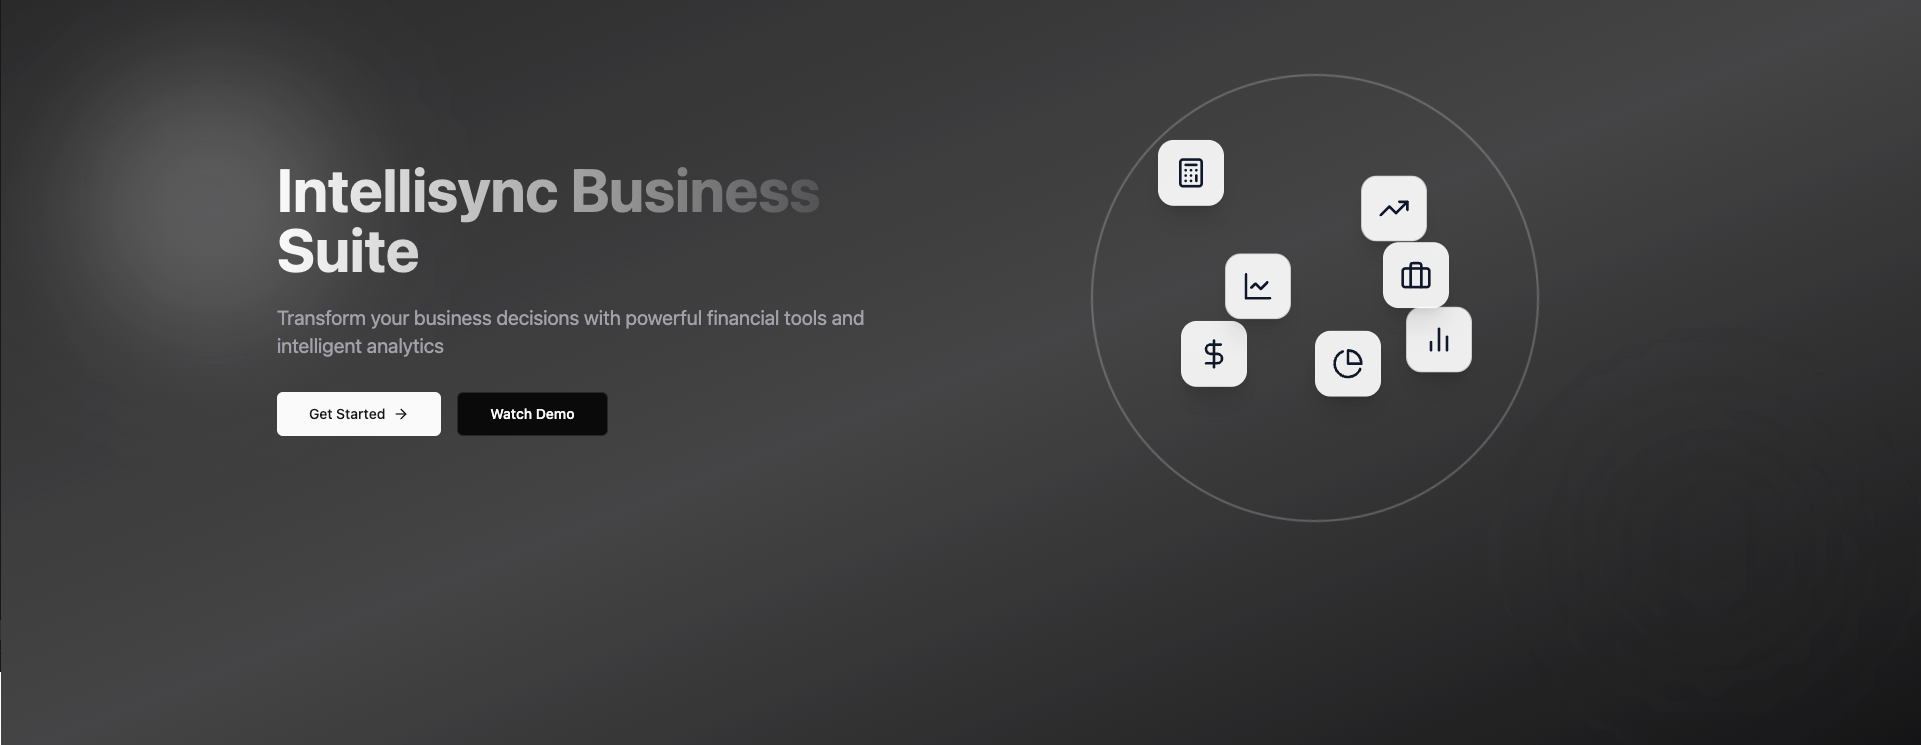 Intellisync Business
Suite
Transform your business decisions with powerful financial tools and
intelligent analytics
Get Started
Watch Demo